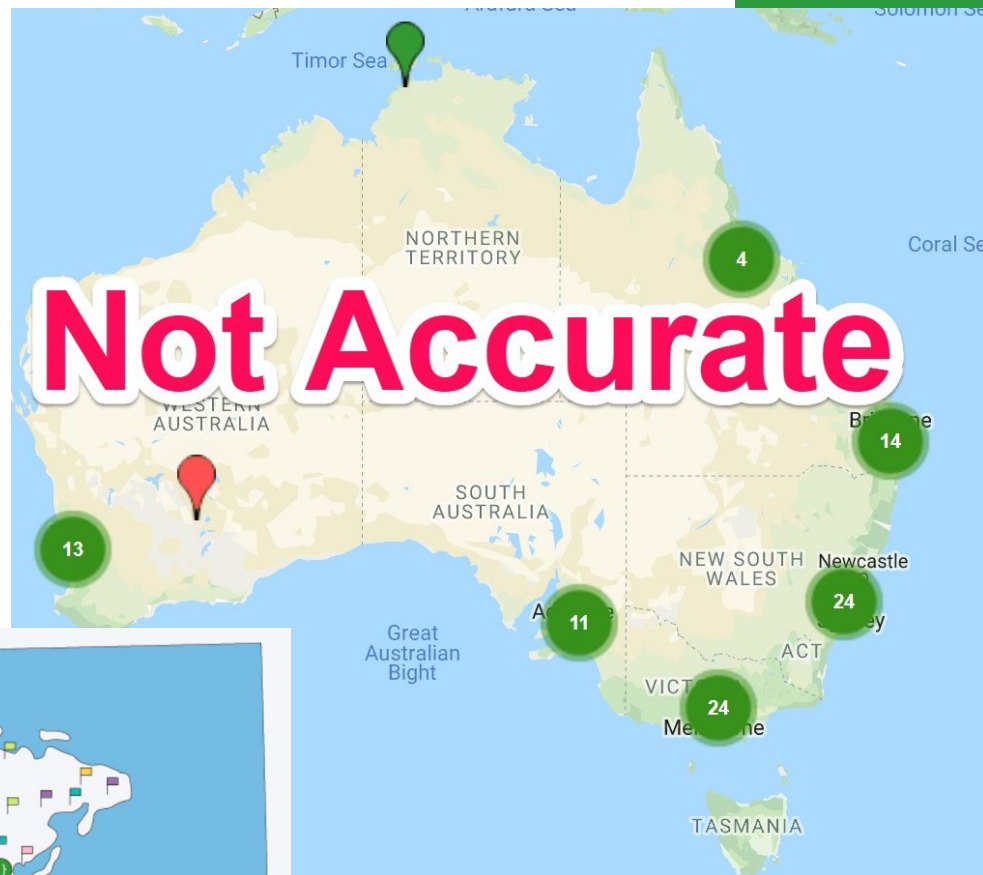 Timor Sea
NORTHERN
TERRITORY
4
Coral Se
Not Accurate
WESTERN
AUSTRALIA
14
SOUTH
AUSTRALIA
13
NEW SOUTH
WALES
Newcastle
24
11
Great
Australian
Bight
ACT
24
TASMANIA